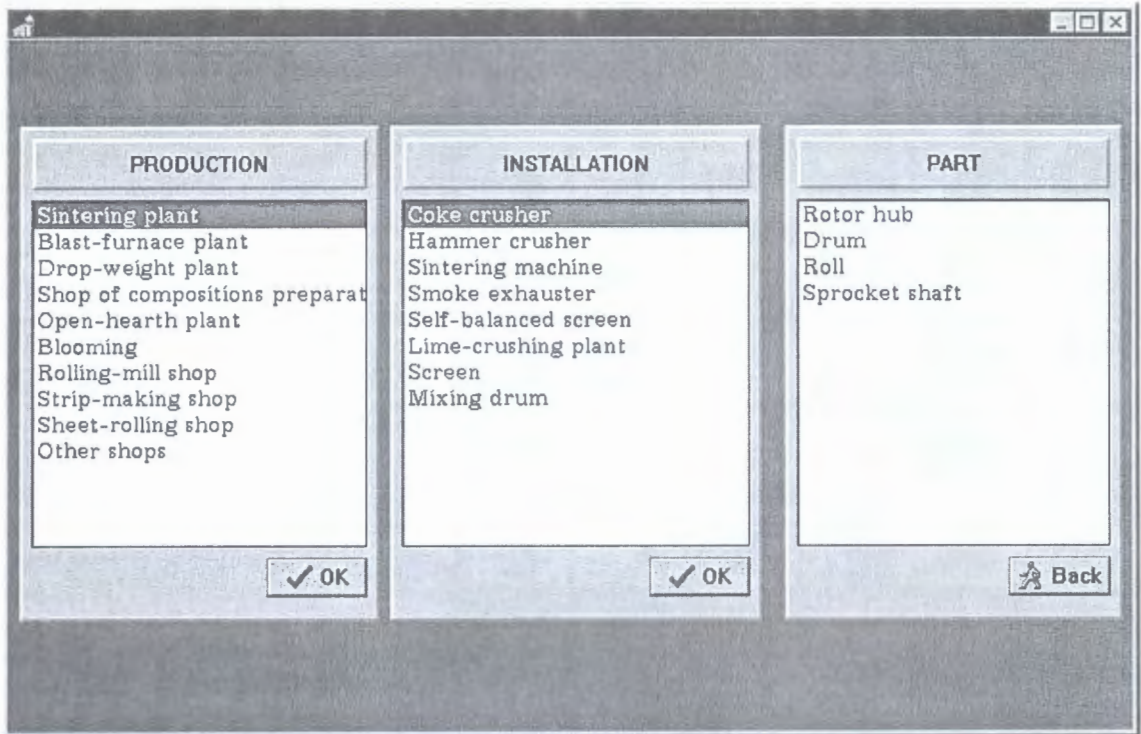 PRODUCTION
Sintering plant
Blast-furnace plant
Drop-weight plant
Shop of compositions preparat
Open-hearth plant
Blooming
Rolling-mill shop
Strip-making shop
Sheet-rolling shop
Other shops
OK
INSTALLATION
Coke crusher
Hammer crusher
Sintering machine
Smoke exhauster
Self-balanced screen
Lime-crushing plant
Screen
Mixing drum
OK
PART
Rotor hub
Drum
Roll
Sprocket shaft
Back